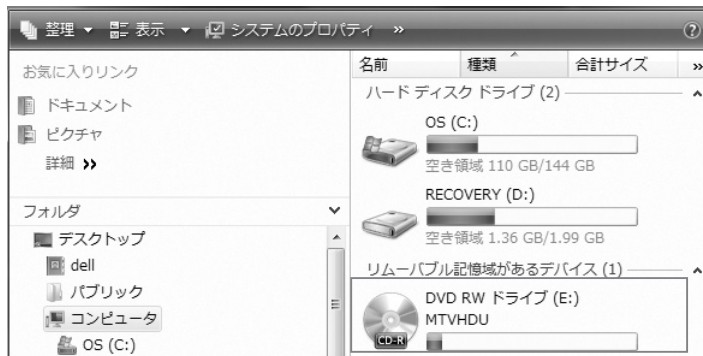 整理 表示 システムのプロパティ »
お気に入りリンク
ドキュメント
ピクチャ
詳細 »
フォルダ
デスクトップ
dell
パブリック
コンピュータ
OS (C:)
名前 種類 合計サイズ »
ハード ディスク ドライブ (2)
OS (C:)
空き領域 110 GB/144 GB
RECOVERY (D:)
空き領域 1.36 GB/1.99 GB
リムーバブル記憶域があるデバイス (1)
DVD RW ドライブ (E:)
MTVHDU
CD-R